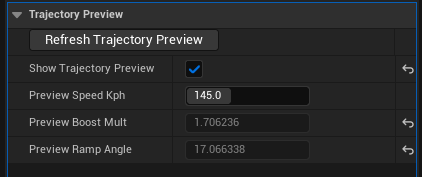 Trajectory Preview
Refresh Trajectory Preview
Show Trajectory Preview
Preview Speed Kph 145.0
Preview Boost Mult 1.706236
Preview Ramp Angle 17.066338